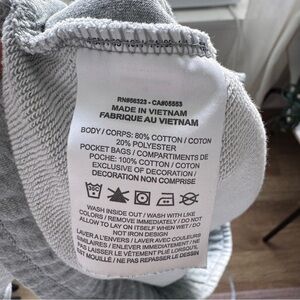 RN#56323 - CA#05553
MADE IN VIETNAM
FABRIQUE AU VIETNAM
BODY / CORPS: 80% COTTON / COTON
20% POLYESTER
POCKET BAGS / COMPARTIMENTS DE
POCHE: 100% COTTON / COTON
EXCLUSIVE OF DECORATION /
DECORATION NON COMPRISE
WASH INSIDE OUT / WASH WITH LIKE
COLORS / REMOVE IMMEDIATELY / DO NOT
ALLOW TO LAY ON ITSELF WHEN WET / DO
NOT IRON DESIGN
LAVER A L'ENVERS / LAVER AVEC COULEURS
SIMILAIRES / ENLEVER IMMEDIATEMENT / NE
PAS LAISSER LE VÊTEMENT PLIÉ LORSQU'IL
EST MOUILLÉ / NE PAS REPASSER LE DESSIN